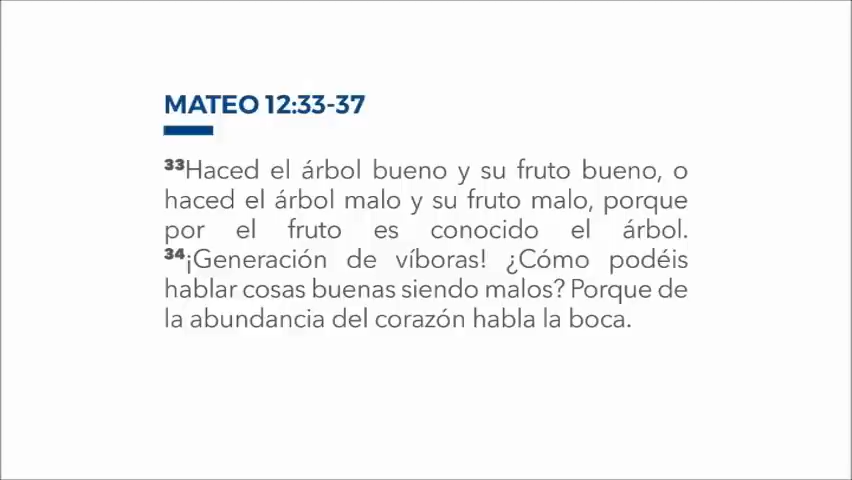 MATEO 12:33-37
33Haced el árbol bueno y su fruto bueno, o
haced el árbol malo y su fruto malo, porque
por el fruto es conocido el árbol.
34¡Generación de víboras! ¿Cómo podéis
hablar cosas buenas siendo malos? Porque de
la abundancia del corazón habla la boca.